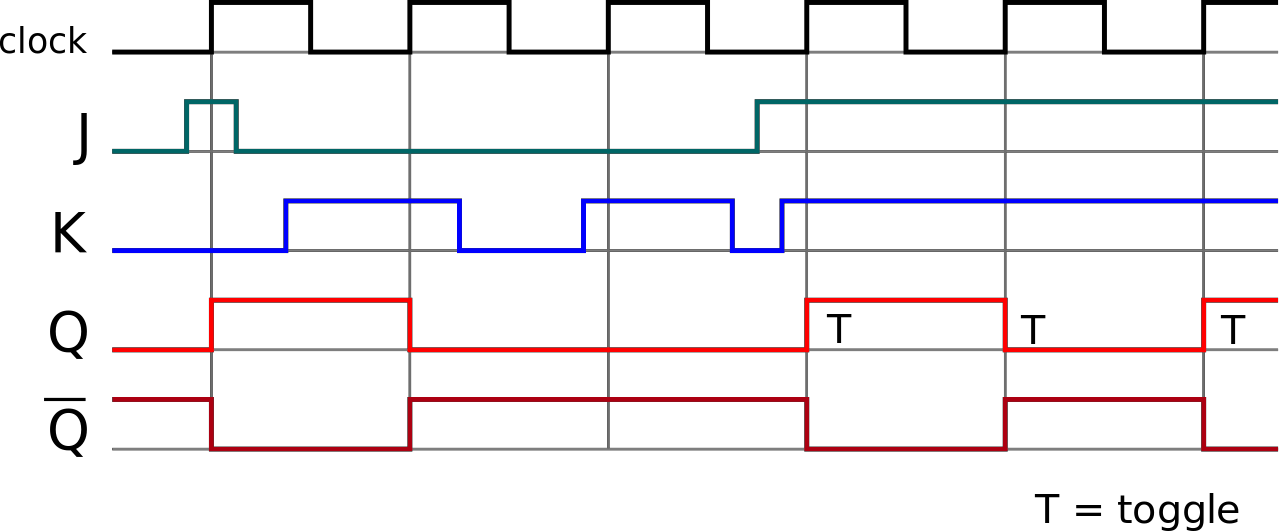 clock
J
K
Q T T T
Q̅
T = toggle